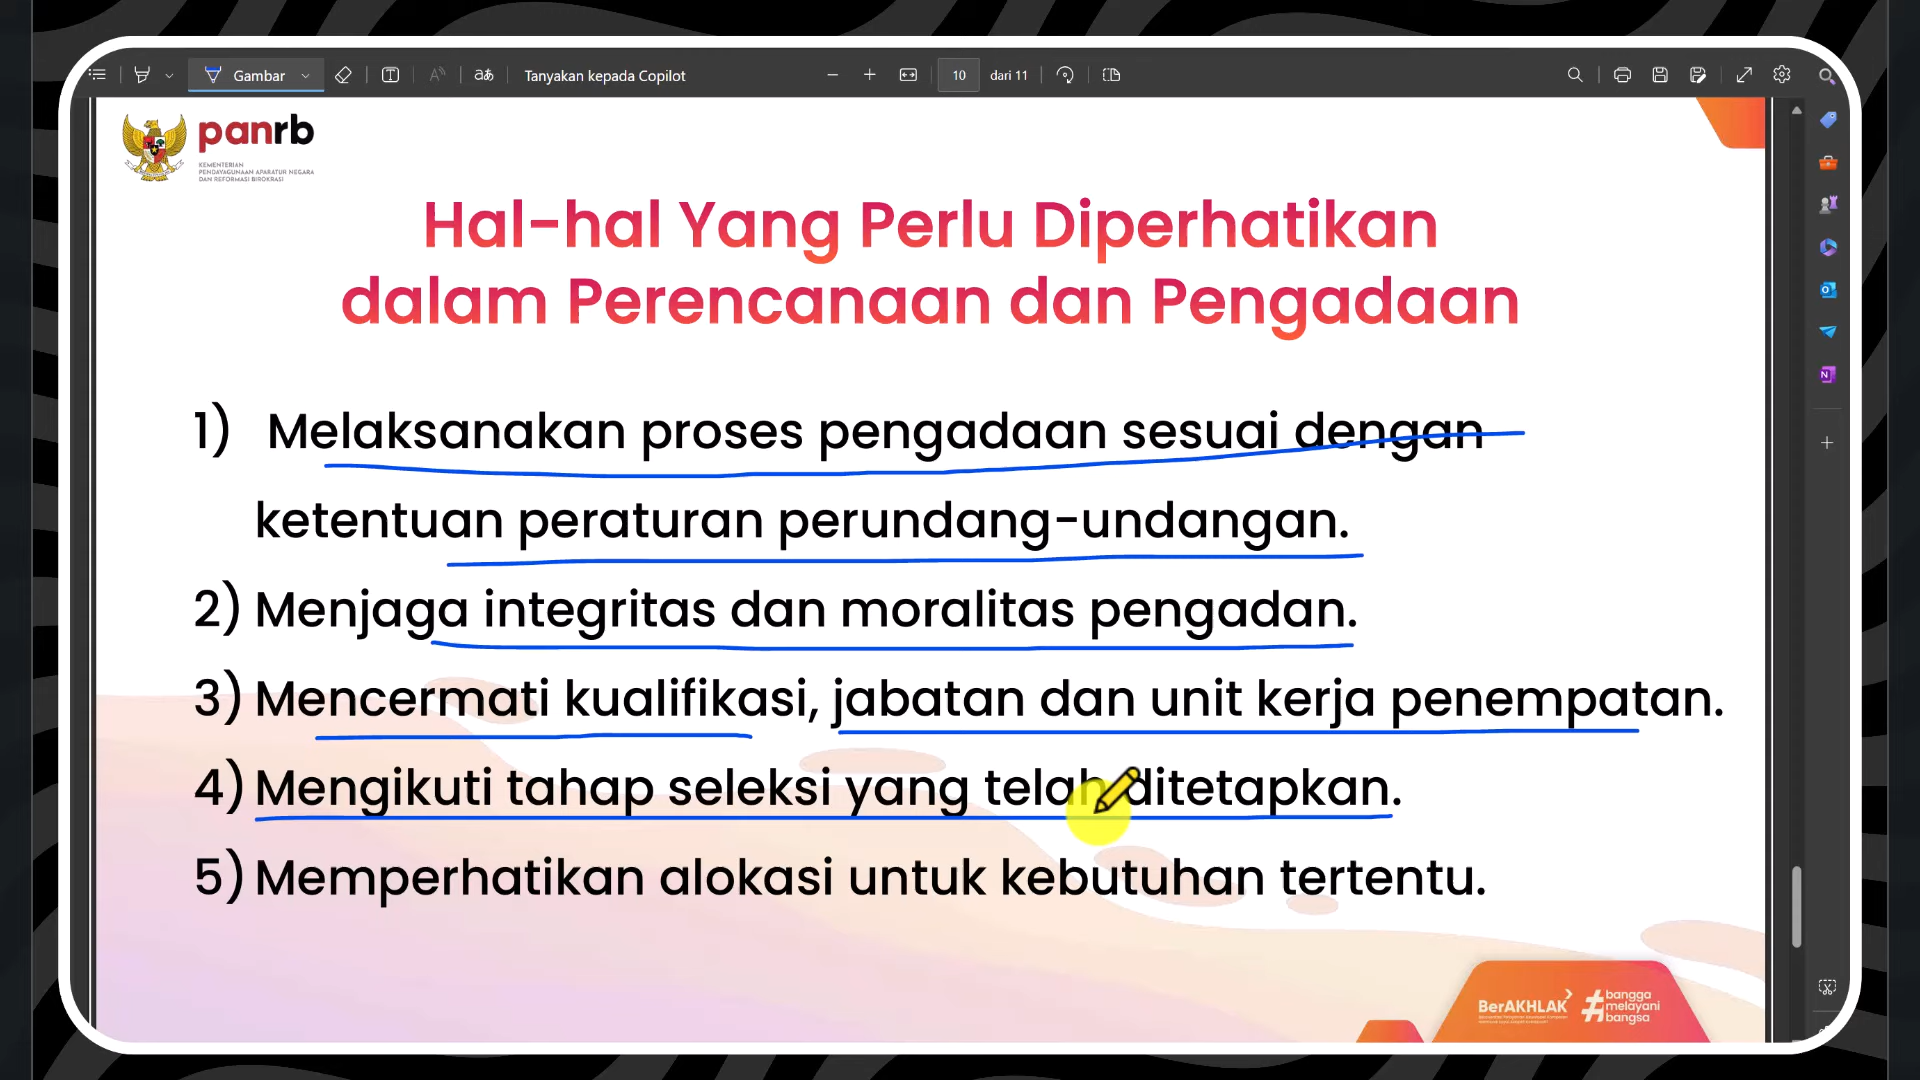 Gambar
aあ
Tanyakan kepada Copilot
10 dari 11
panrb
KEMENTERIAN
PENDAYAGUNAAN APARATUR NEGARA
DAN REFORMASI BIROKRASI
Hal-hal Yang Perlu Diperhatikan
dalam Perencanaan dan Pengadaan
1) Melaksanakan proses pengadaan sesuai dengan
ketentuan peraturan perundang-undangan.
2) Menjaga integritas dan moralitas pengadan.
3) Mencermati kualifikasi, jabatan dan unit kerja penempatan.
4) Mengikuti tahap seleksi yang telah ditetapkan.
5) Memperhatikan alokasi untuk kebutuhan tertentu.
BerAKHLAK
#bangga
melayani
bangsa